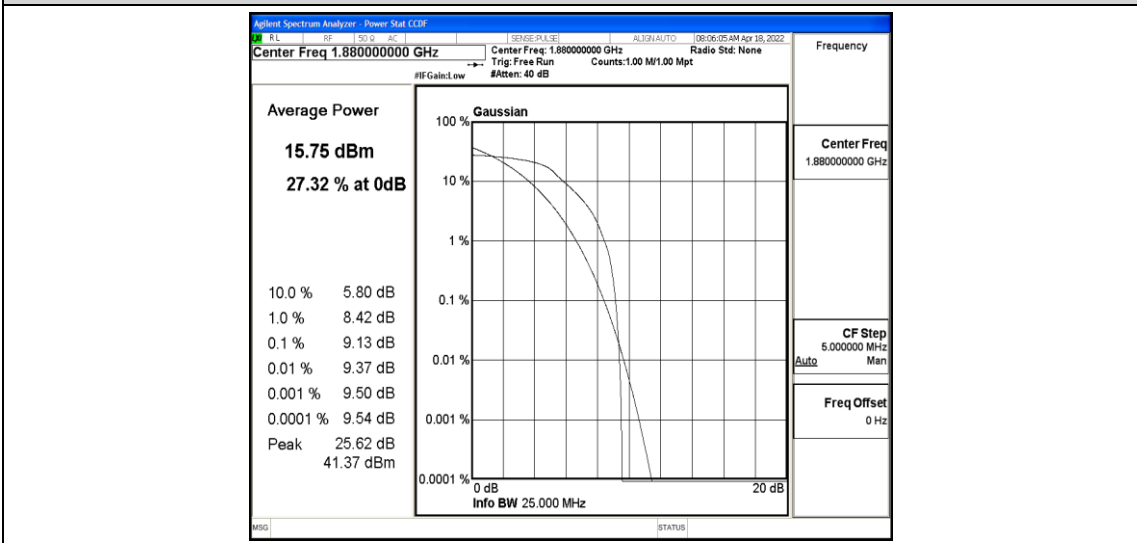 Agilent Spectrum Analyzer - Power Stat CCDF
LXI RL RF 50 Ω AC SENSE:PULSE ALIGNAUTO 08:06:05 AM Apr 18, 2022
Center Freq 1.880000000 GHz
Center Freq: 1.880000000 GHz Radio Std: None
Trig: Free Run Counts:1.00 M/1.00 Mpt
#IFGain:Low #Atten: 40 dB
Frequency
Average Power
15.75 dBm
27.32 % at 0dB
10.0 % 5.80 dB
1.0 % 8.42 dB
0.1 % 9.13 dB
0.01 % 9.37 dB
0.001 % 9.50 dB
0.0001 % 9.54 dB
Peak 25.62 dB
41.37 dBm
Gaussian
100 %
10 %
1 %
0.1 %
0.01 %
0.001 %
0.0001 %
0 dB 20 dB
Info BW 25.000 MHz
Center Freq
1.880000000 GHz
CF Step
5.000000 MHz
Auto Man
Freq Offset
0 Hz
MSG STATUS